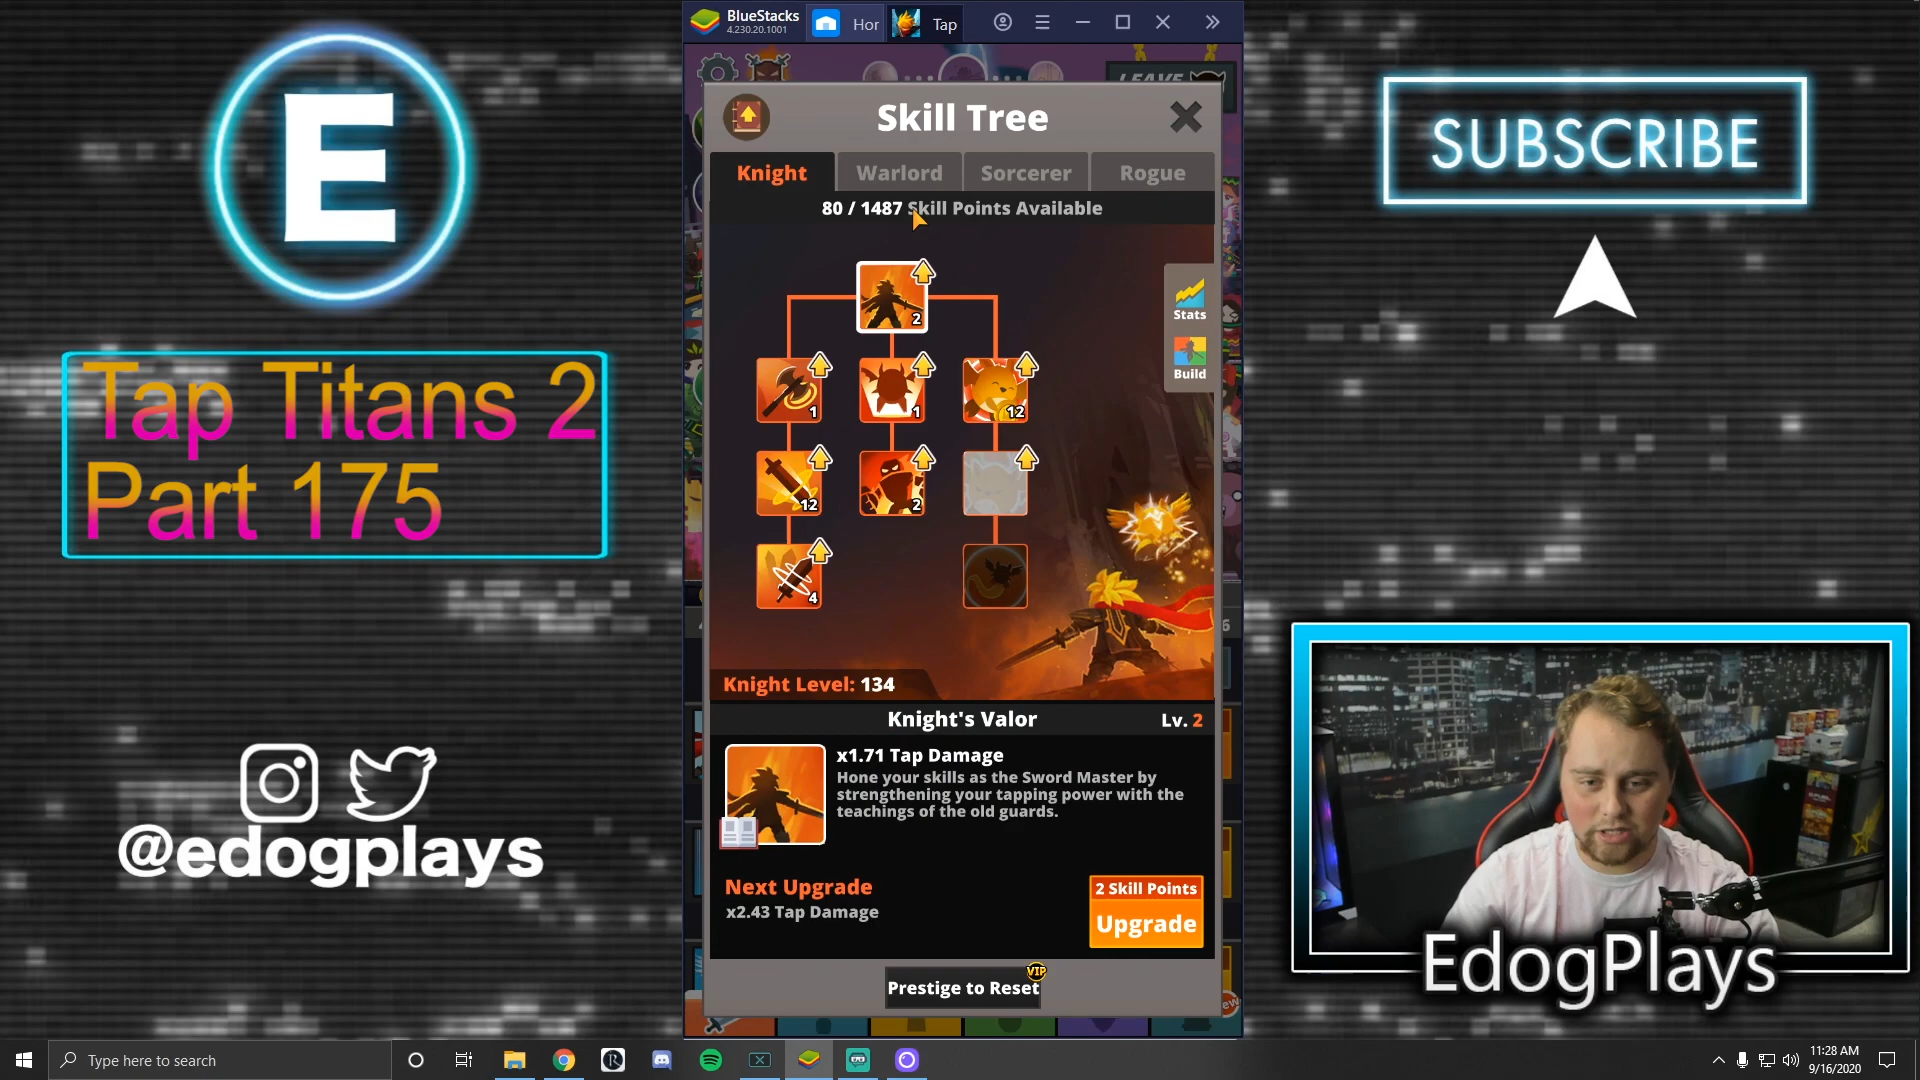 BlueStacks
4.230.20.1001
Hor
Tap
LEAVE
E
SUBSCRIBE
Skill Tree
Knight
Warlord
Sorcerer
Rogue
80 / 1487 Skill Points Available
2
Stats
Build
1
1
12
12
2
4
Tap Titans 2
Part 175
Knight Level: 134
Knight's Valor
Lv. 2
x1.71 Tap Damage
Hone your skills as the Sword Master by
strengthening your tapping power with the
teachings of the old guards.
@edogplays
Next Upgrade
x2.43 Tap Damage
2 Skill Points
Upgrade
VIP
Prestige to Reset
EdogPlays
Type here to search
11:28 AM
9/16/2020